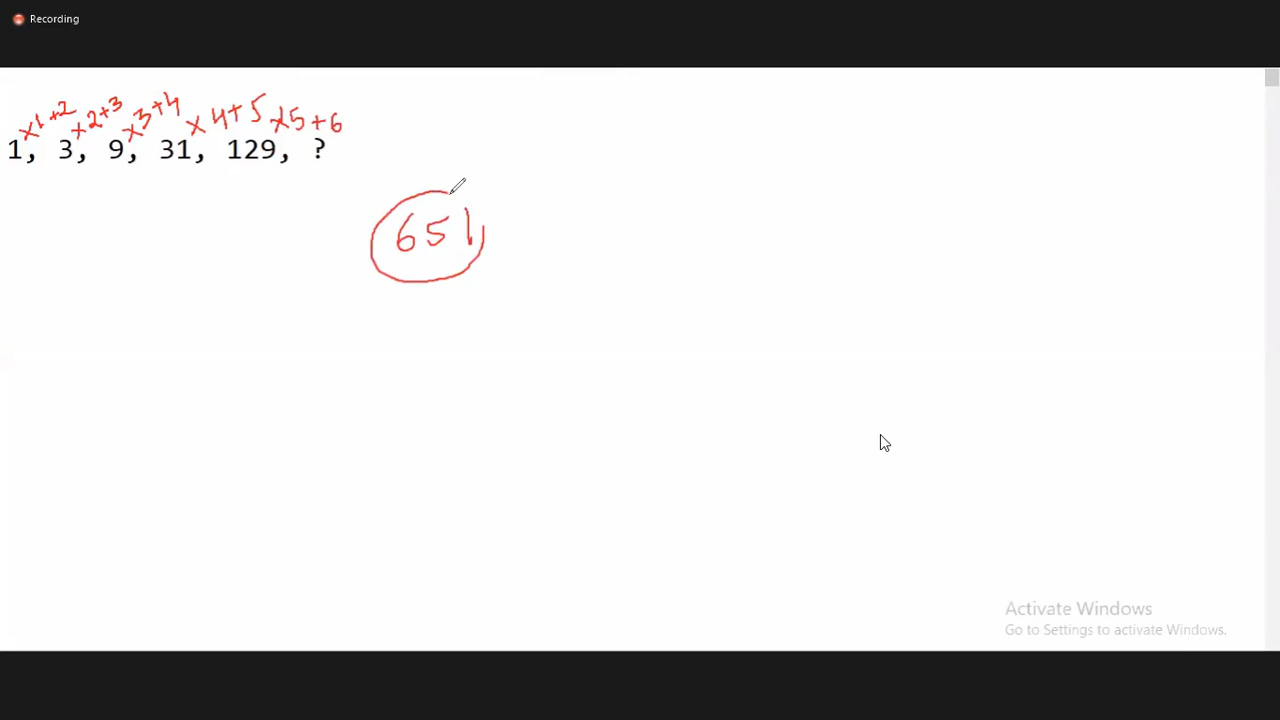 Recording
×1+2 ×2+3 ×3+4 ×4+5 ×5+6
1, 3, 9, 31, 129, ?
651
Activate Windows
Go to Settings to activate Windows.